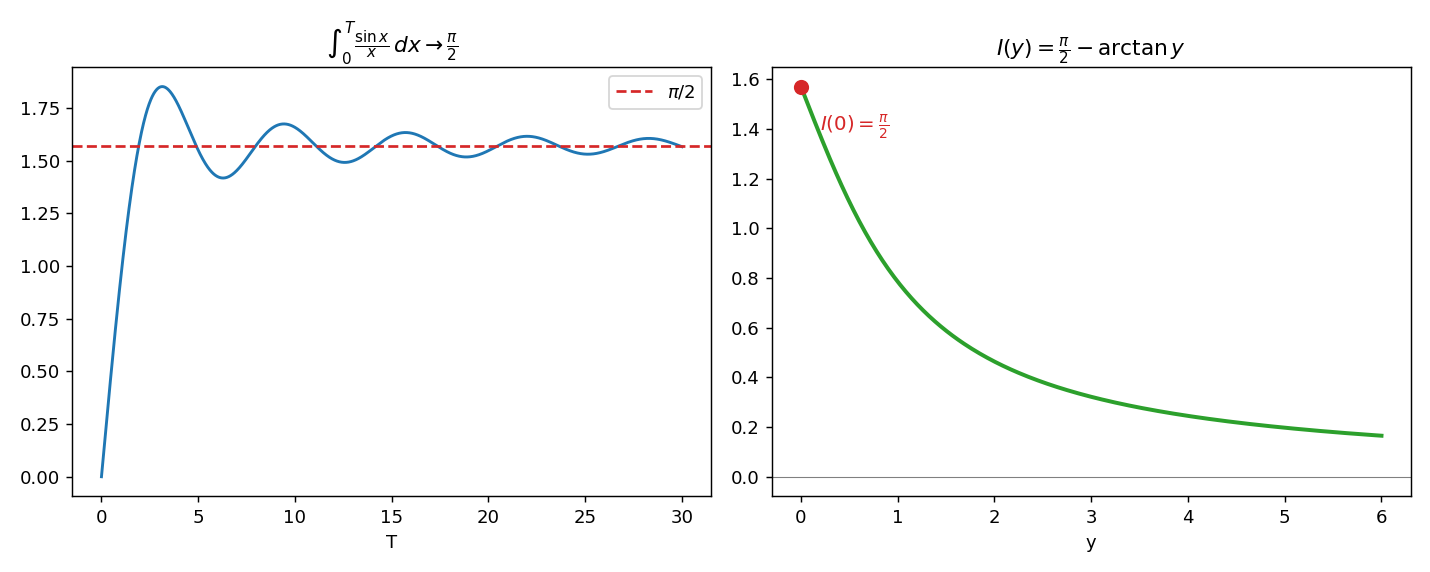 ∫₀ᵀ sin x/x dx → π/2
π/2
1.75
1.50
1.25
1.00
0.75
0.50
0.25
0.00
0 5 10 15 20 25 30
T
I(y) = π/2 − arctan y
I(0) = π/2
1.6
1.4
1.2
1.0
0.8
0.6
0.4
0.2
0.0
0 1 2 3 4 5 6
y